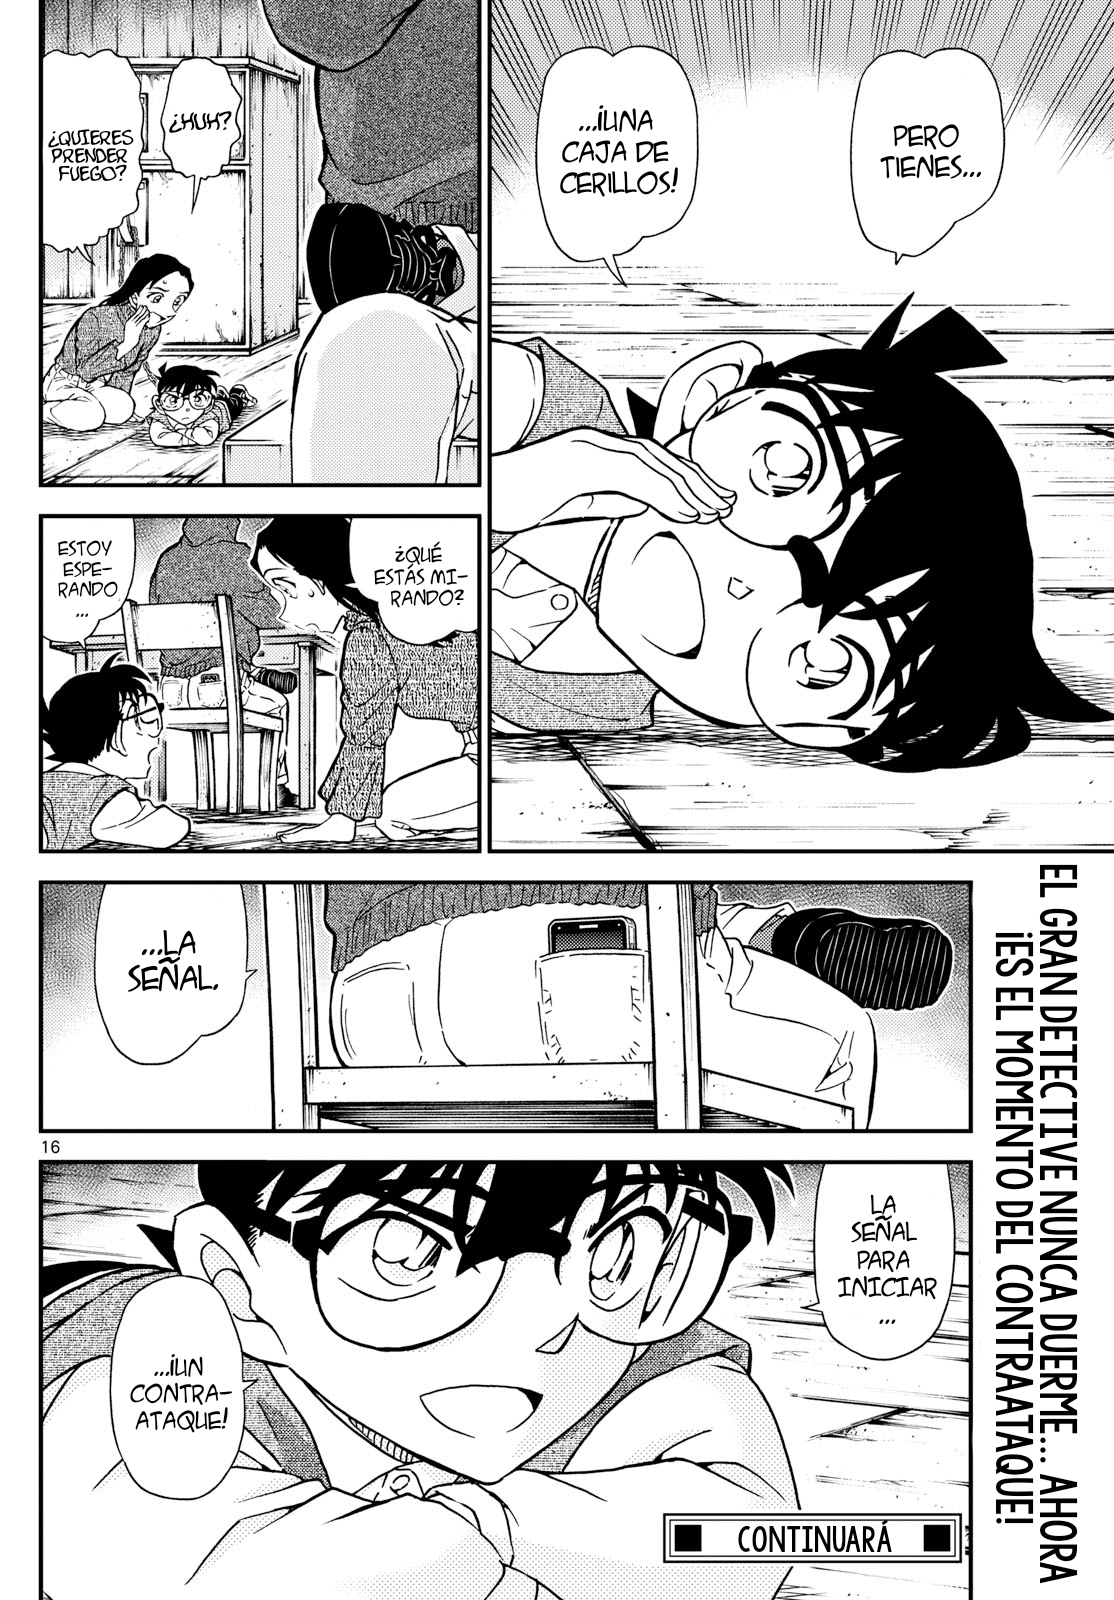 PERO
TIENES...
...¡UNA
CAJA DE
CERILLOS!
¿HUH?
¿QUIERES
PRENDER
FUEGO?
¿QUÉ
ESTÁS MI-
RANDO?
ESTOY
ESPE-
RANDO
...
...LA
SEÑAL.
16
LA
SEÑAL
PARA
INICIAR
...
...¡UN
CONTRA-
ATAQUE!
CONTINUARÁ
EL GRAN DETECTIVE NUNCA DUERME... AHORA
¡ES EL MOMENTO DEL CONTRAATAQUE!